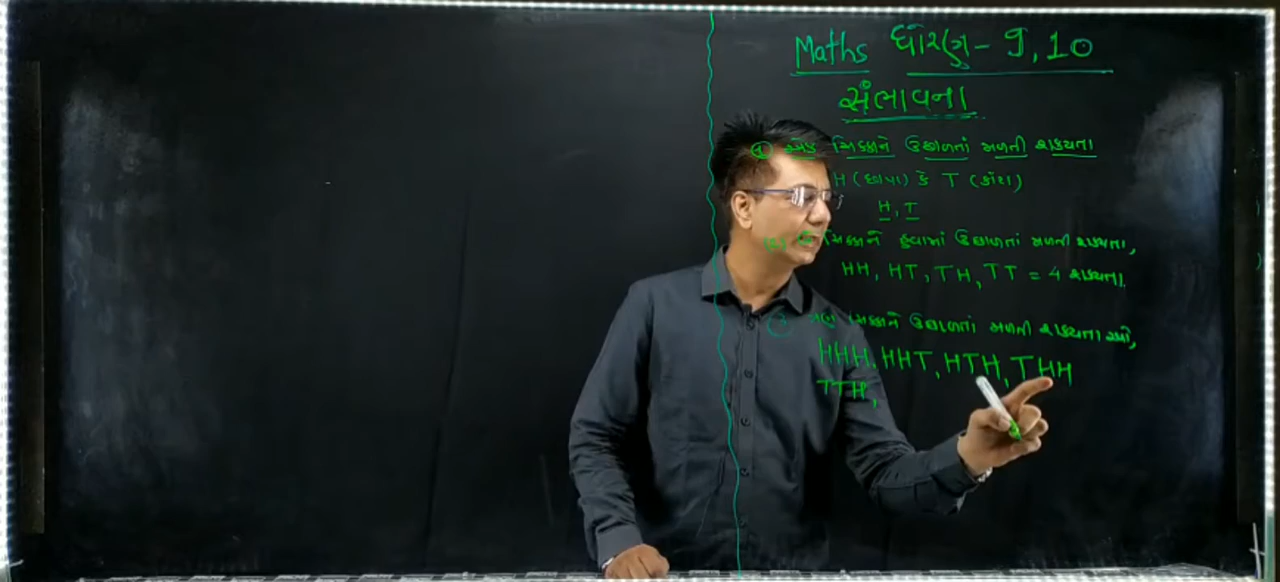 Maths ધોરણ - 9, 10
સંભાવના
① એક સિક્કાને ઉછાળતાં મળતી શક્યતા
H (છાપ) કે T (કાંટા)
H, T
સિક્કાને હવામાં ઉછાળતાં મળતી શક્યતા,
HH, HT, TH, TT = 4 શક્યતા.
ત્રણ સિક્કાને ઉછાળતાં મળતી શક્યતાઓ,
HHH, HHT, HTH, THH
TTH,